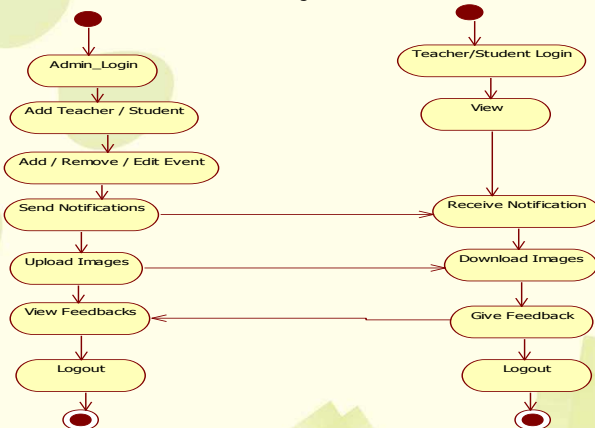 Admin_Login
Add Teacher / Student
Add / Remove / Edit Event
Send Notifications
Upload Images
View Feedbacks
Logout
Teacher/Student Login
View
Receive Notification
Download Images
Give Feedback
Logout